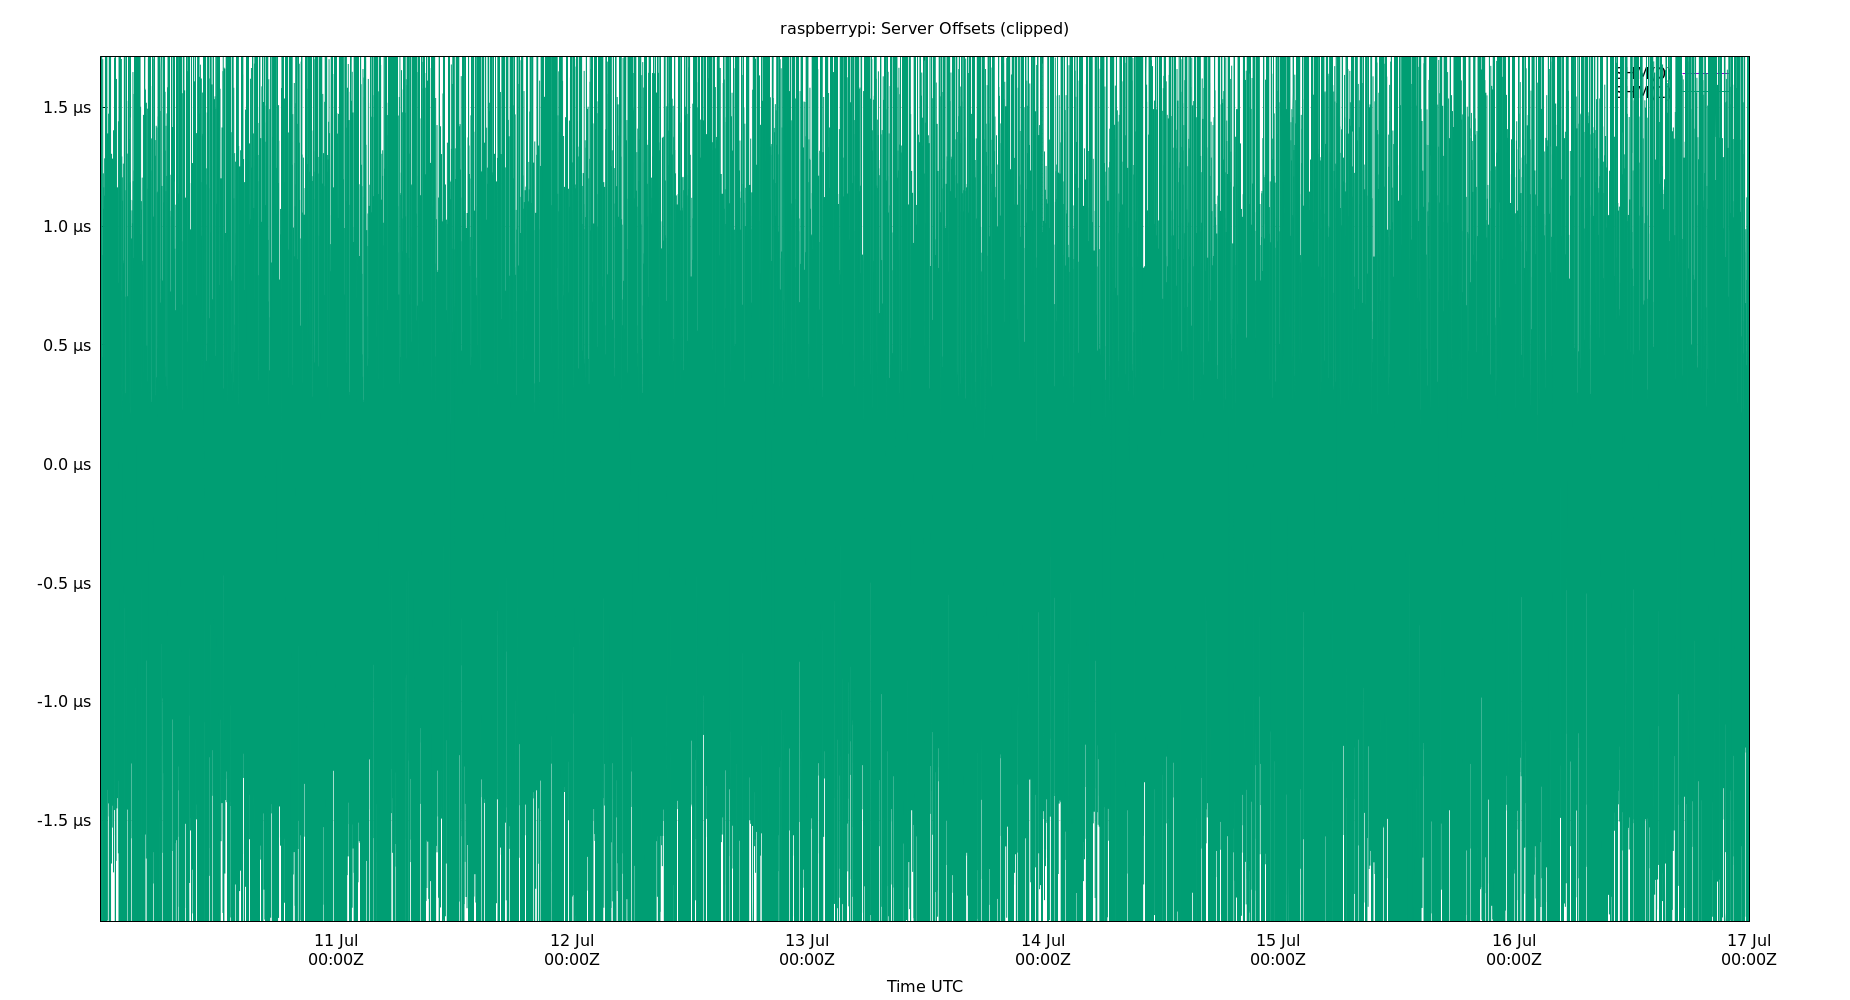 raspberrypi: Server Offsets (clipped)
1.5 µs
1.0 µs
0.5 µs
0.0 µs
-0.5 µs
-1.0 µs
-1.5 µs
11 Jul 12 Jul 13 Jul 14 Jul 15 Jul 16 Jul 17 Jul
00:00Z 00:00Z 00:00Z 00:00Z 00:00Z 00:00Z 00:00Z
Time UTC